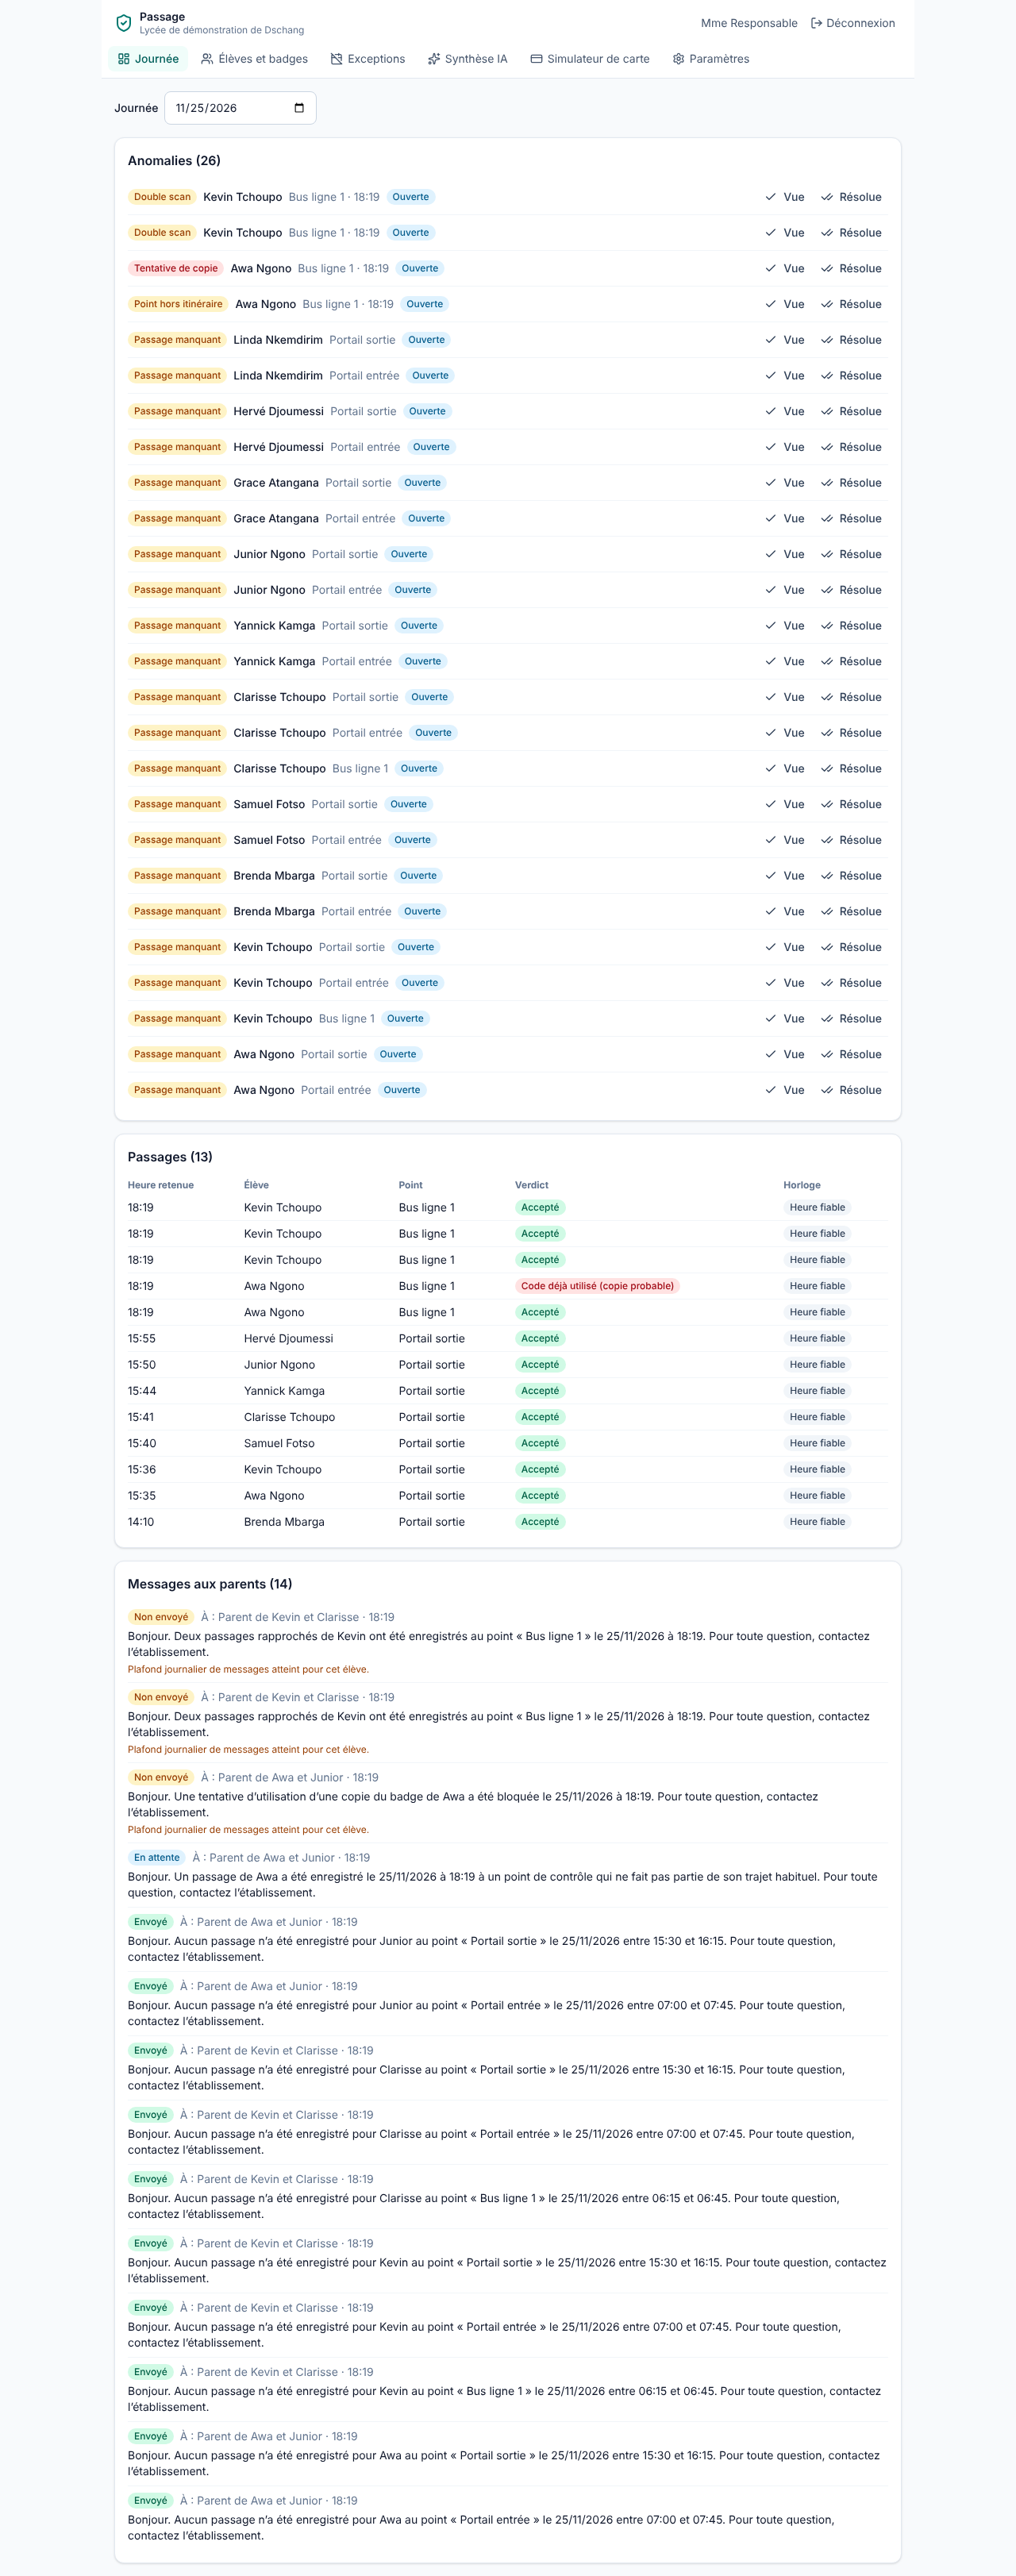 Passage
Lycée de démonstration de Dschang
Mme Responsable
Déconnexion
Journée
Élèves et badges
Exceptions
Synthèse IA
Simulateur de carte
Paramètres
Journée 11/25/2026
Anomalies (26)
Double scan Kevin Tchoupo Bus ligne 1 · 18:19 Ouverte Vue Résolue
Double scan Kevin Tchoupo Bus ligne 1 · 18:19 Ouverte Vue Résolue
Tentative de copie Awa Ngono Bus ligne 1 · 18:19 Ouverte Vue Résolue
Point hors itinéraire Awa Ngono Bus ligne 1 · 18:19 Ouverte Vue Résolue
Passage manquant Linda Nkemdirim Portail sortie Ouverte Vue Résolue
Passage manquant Linda Nkemdirim Portail entrée Ouverte Vue Résolue
Passage manquant Hervé Djoumessi Portail sortie Ouverte Vue Résolue
Passage manquant Hervé Djoumessi Portail entrée Ouverte Vue Résolue
Passage manquant Grace Atangana Portail sortie Ouverte Vue Résolue
Passage manquant Grace Atangana Portail entrée Ouverte Vue Résolue
Passage manquant Junior Ngono Portail sortie Ouverte Vue Résolue
Passage manquant Junior Ngono Portail entrée Ouverte Vue Résolue
Passage manquant Yannick Kamga Portail sortie Ouverte Vue Résolue
Passage manquant Yannick Kamga Portail entrée Ouverte Vue Résolue
Passage manquant Clarisse Tchoupo Portail sortie Ouverte Vue Résolue
Passage manquant Clarisse Tchoupo Portail entrée Ouverte Vue Résolue
Passage manquant Clarisse Tchoupo Bus ligne 1 Ouverte Vue Résolue
Passage manquant Samuel Fotso Portail sortie Ouverte Vue Résolue
Passage manquant Samuel Fotso Portail entrée Ouverte Vue Résolue
Passage manquant Brenda Mbarga Portail sortie Ouverte Vue Résolue
Passage manquant Brenda Mbarga Portail entrée Ouverte Vue Résolue
Passage manquant Kevin Tchoupo Portail sortie Ouverte Vue Résolue
Passage manquant Kevin Tchoupo Portail entrée Ouverte Vue Résolue
Passage manquant Kevin Tchoupo Bus ligne 1 Ouverte Vue Résolue
Passage manquant Awa Ngono Portail sortie Ouverte Vue Résolue
Passage manquant Awa Ngono Portail entrée Ouverte Vue Résolue
Passages (13)
Heure retenue Élève Point Verdict Horloge
18:19 Kevin Tchoupo Bus ligne 1 Accepté Heure fiable
18:19 Kevin Tchoupo Bus ligne 1 Accepté Heure fiable
18:19 Kevin Tchoupo Bus ligne 1 Accepté Heure fiable
18:19 Awa Ngono Bus ligne 1 Code déjà utilisé (copie probable) Heure fiable
18:19 Awa Ngono Bus ligne 1 Accepté Heure fiable
15:55 Hervé Djoumessi Portail sortie Accepté Heure fiable
15:50 Junior Ngono Portail sortie Accepté Heure fiable
15:44 Yannick Kamga Portail sortie Accepté Heure fiable
15:41 Clarisse Tchoupo Portail sortie Accepté Heure fiable
15:40 Samuel Fotso Portail sortie Accepté Heure fiable
15:36 Kevin Tchoupo Portail sortie Accepté Heure fiable
15:35 Awa Ngono Portail sortie Accepté Heure fiable
14:10 Brenda Mbarga Portail sortie Accepté Heure fiable
Messages aux parents (14)
Non envoyé À : Parent de Kevin et Clarisse · 18:19
Bonjour. Deux passages rapprochés de Kevin ont été enregistrés au point « Bus ligne 1 » le 25/11/2026 à 18:19. Pour toute question, contactez
l’établissement.
Plafond journalier de messages atteint pour cet élève.
Non envoyé À : Parent de Kevin et Clarisse · 18:19
Bonjour. Deux passages rapprochés de Kevin ont été enregistrés au point « Bus ligne 1 » le 25/11/2026 à 18:19. Pour toute question, contactez
l’établissement.
Plafond journalier de messages atteint pour cet élève.
Non envoyé À : Parent de Awa et Junior · 18:19
Bonjour. Une tentative d’utilisation d’une copie du badge de Awa a été bloquée le 25/11/2026 à 18:19. Pour toute question, contactez
l’établissement.
Plafond journalier de messages atteint pour cet élève.
En attente À : Parent de Awa et Junior · 18:19
Bonjour. Un passage de Awa a été enregistré le 25/11/2026 à 18:19 à un point de contrôle qui ne fait pas partie de son trajet habituel. Pour toute
question, contactez l’établissement.
Envoyé À : Parent de Awa et Junior · 18:19
Bonjour. Aucun passage n’a été enregistré pour Junior au point « Portail sortie » le 25/11/2026 entre 15:30 et 16:15. Pour toute question,
contactez l’établissement.
Envoyé À : Parent de Awa et Junior · 18:19
Bonjour. Aucun passage n’a été enregistré pour Junior au point « Portail entrée » le 25/11/2026 entre 07:00 et 07:45. Pour toute question,
contactez l’établissement.
Envoyé À : Parent de Kevin et Clarisse · 18:19
Bonjour. Aucun passage n’a été enregistré pour Clarisse au point « Portail sortie » le 25/11/2026 entre 15:30 et 16:15. Pour toute question,
contactez l’établissement.
Envoyé À : Parent de Kevin et Clarisse · 18:19
Bonjour. Aucun passage n’a été enregistré pour Clarisse au point « Portail entrée » le 25/11/2026 entre 07:00 et 07:45. Pour toute question,
contactez l’établissement.
Envoyé À : Parent de Kevin et Clarisse · 18:19
Bonjour. Aucun passage n’a été enregistré pour Clarisse au point « Bus ligne 1 » le 25/11/2026 entre 06:15 et 06:45. Pour toute question,
contactez l’établissement.
Envoyé À : Parent de Kevin et Clarisse · 18:19
Bonjour. Aucun passage n’a été enregistré pour Kevin au point « Portail sortie » le 25/11/2026 entre 15:30 et 16:15. Pour toute question, contactez
l’établissement.
Envoyé À : Parent de Kevin et Clarisse · 18:19
Bonjour. Aucun passage n’a été enregistré pour Kevin au point « Portail entrée » le 25/11/2026 entre 07:00 et 07:45. Pour toute question,
contactez l’établissement.
Envoyé À : Parent de Kevin et Clarisse · 18:19
Bonjour. Aucun passage n’a été enregistré pour Kevin au point « Bus ligne 1 » le 25/11/2026 entre 06:15 et 06:45. Pour toute question, contactez
l’établissement.
Envoyé À : Parent de Awa et Junior · 18:19
Bonjour. Aucun passage n’a été enregistré pour Awa au point « Portail sortie » le 25/11/2026 entre 15:30 et 16:15. Pour toute question, contactez
l’établissement.
Envoyé À : Parent de Awa et Junior · 18:19
Bonjour. Aucun passage n’a été enregistré pour Awa au point « Portail entrée » le 25/11/2026 entre 07:00 et 07:45. Pour toute question,
contactez l’établissement.